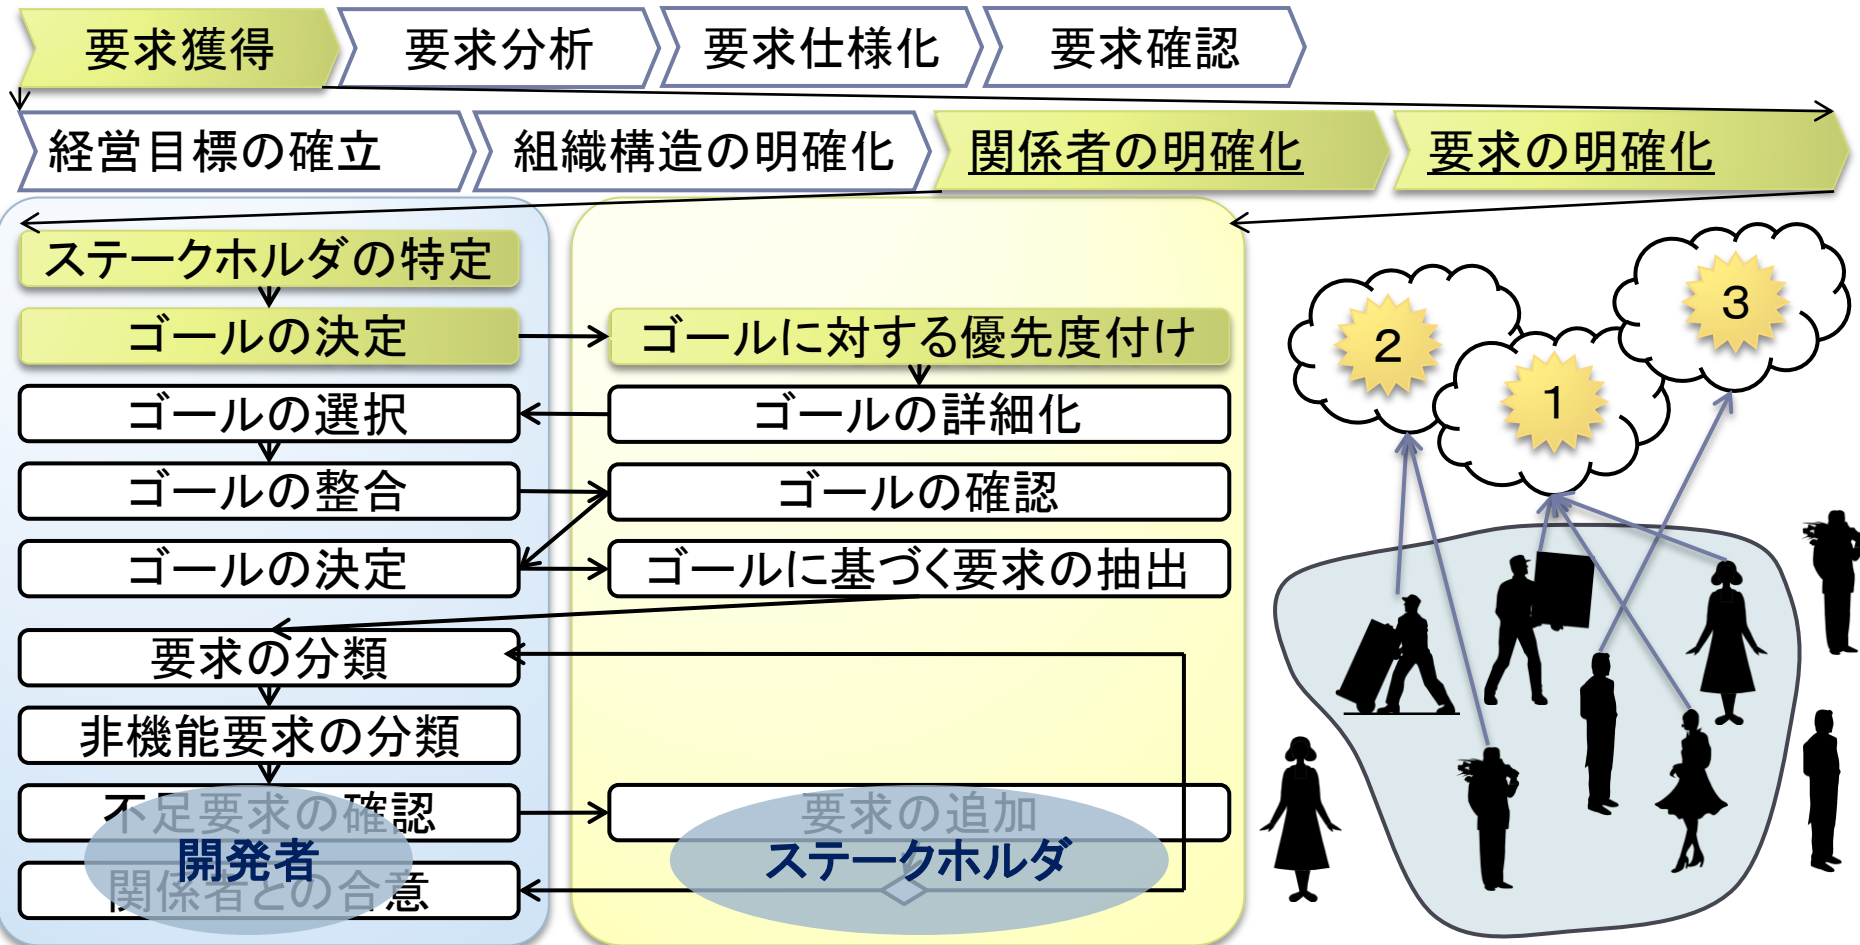 要求獲得
要求分析
要求仕様化
要求確認
経営目標の確立
組織構造の明確化
関係者の明確化
要求の明確化
ステークホルダの特定
ゴールの決定
ゴールに対する優先度付け
ゴールの選択
ゴールの詳細化
ゴールの整合
ゴールの確認
ゴールの決定
ゴールに基づく要求の抽出
要求の分類
非機能要求の分類
不足要求の確認
要求の追加
開発者
ステークホルダ
関係者との合意
2
1
3